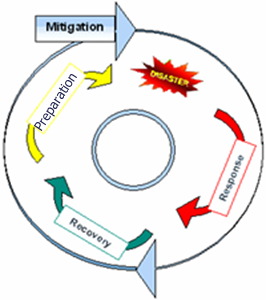 Mitigation
DISASTER
Preparation
Response
Recovery